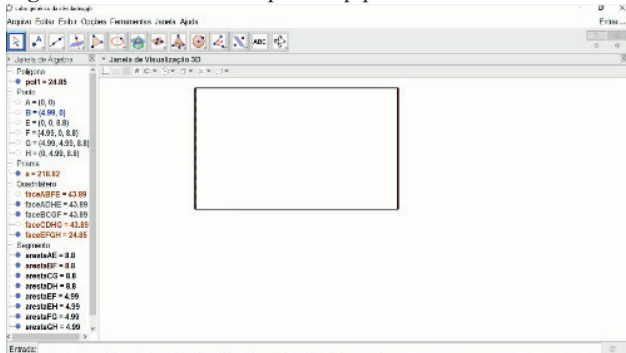 Arquivo Editar Exibir Opções Ferramentas Janela Ajuda
Entrar...
ABC
Janela de Álgebra
Janela de Visualização 3D
Polígono
pol1 = 24.85
Ponto
A = (0, 0)
B = (4.99, 0)
E = (0, 0, 8.8)
F = (4.99, 0, 8.8)
G = (4.99, 4.99, 8.8)
H = (0, 4.99, 8.8)
Prisma
a = 218.82
Quadrilátero
faceABFE = 43.89
faceADHE = 43.89
faceBCGF = 43.89
faceCDHG = 43.89
faceEFGH = 24.85
Segmento
arestaAE = 8.8
arestaBF = 8.8
arestaCG = 8.8
arestaDH = 8.8
arestaEF = 4.99
arestaEH = 4.99
arestaFG = 4.99
arestaGH = 4.99
Entrada: